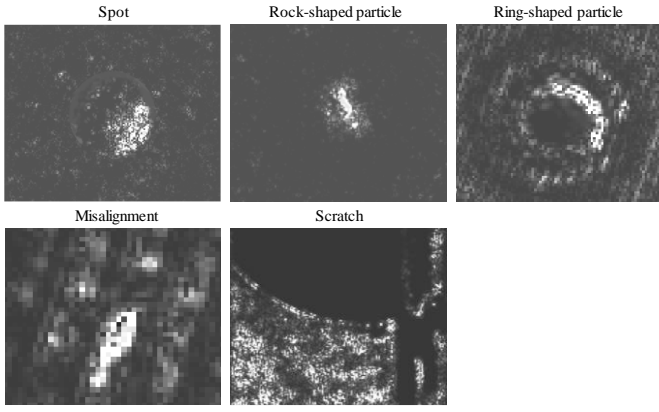 Spot
Rock-shaped particle
Ring-shaped particle
Misalignment
Scratch